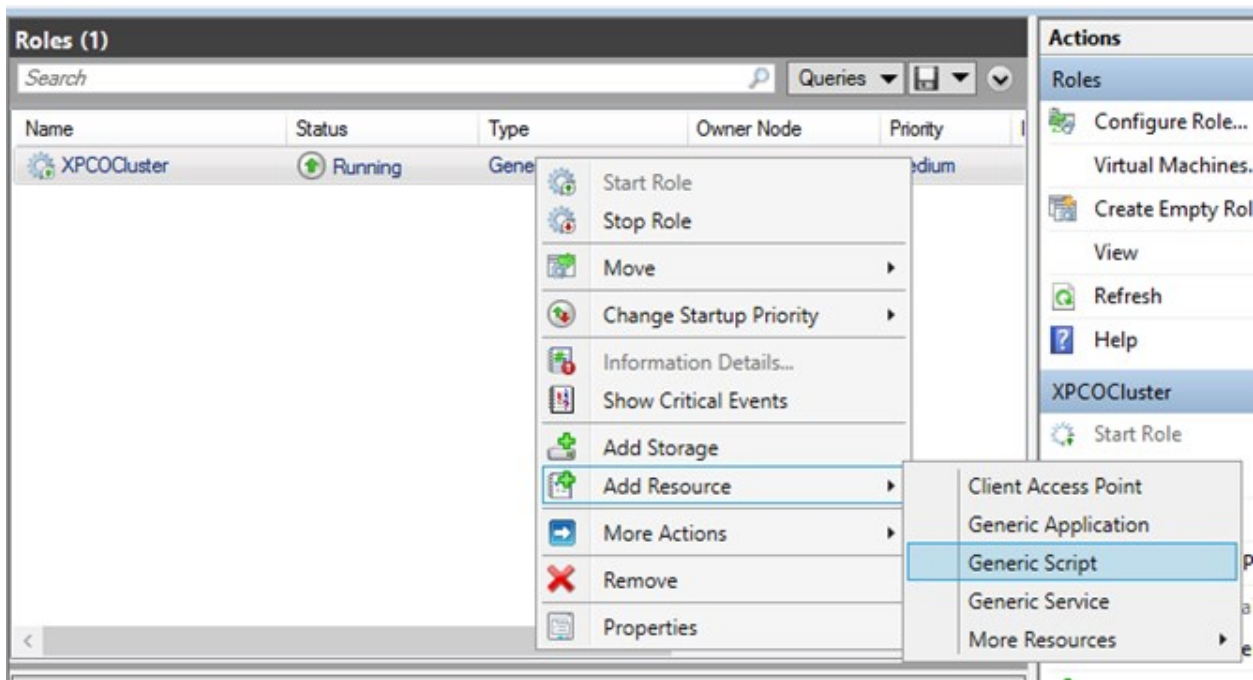 Roles (1)
Search
Queries
Name Status Type Owner Node Priority
XPCOCluster Running Gene edium
Start Role
Stop Role
Move
Change Startup Priority
Information Details...
Show Critical Events
Add Storage
Add Resource
More Actions
Remove
Properties
Client Access Point
Generic Application
Generic Script
Generic Service
More Resources
Actions
Roles
Configure Role...
Virtual Machines.
Create Empty Rol
View
Refresh
Help
XPCOCluster
Start Role